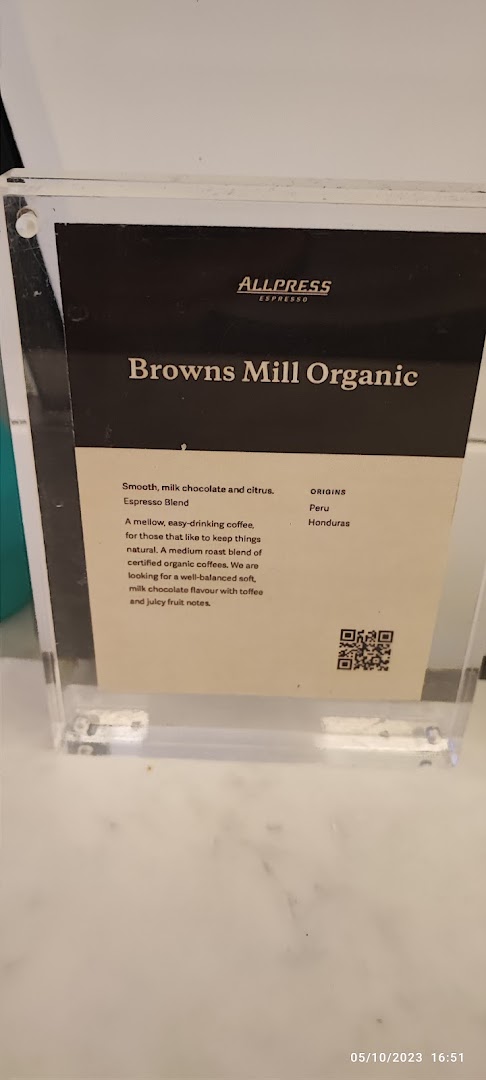 ALLPRESS
ESPRESSO
Browns Mill Organic
Smooth, milk chocolate and citrus.
Espresso Blend
A mellow, easy-drinking coffee,
for those that like to keep things
natural. A medium roast blend of
certified organic coffees. We are
looking for a well-balanced soft,
milk chocolate flavour with toffee
and juicy fruit notes.
ORIGINS
Peru
Honduras
05/10/2023 16:51